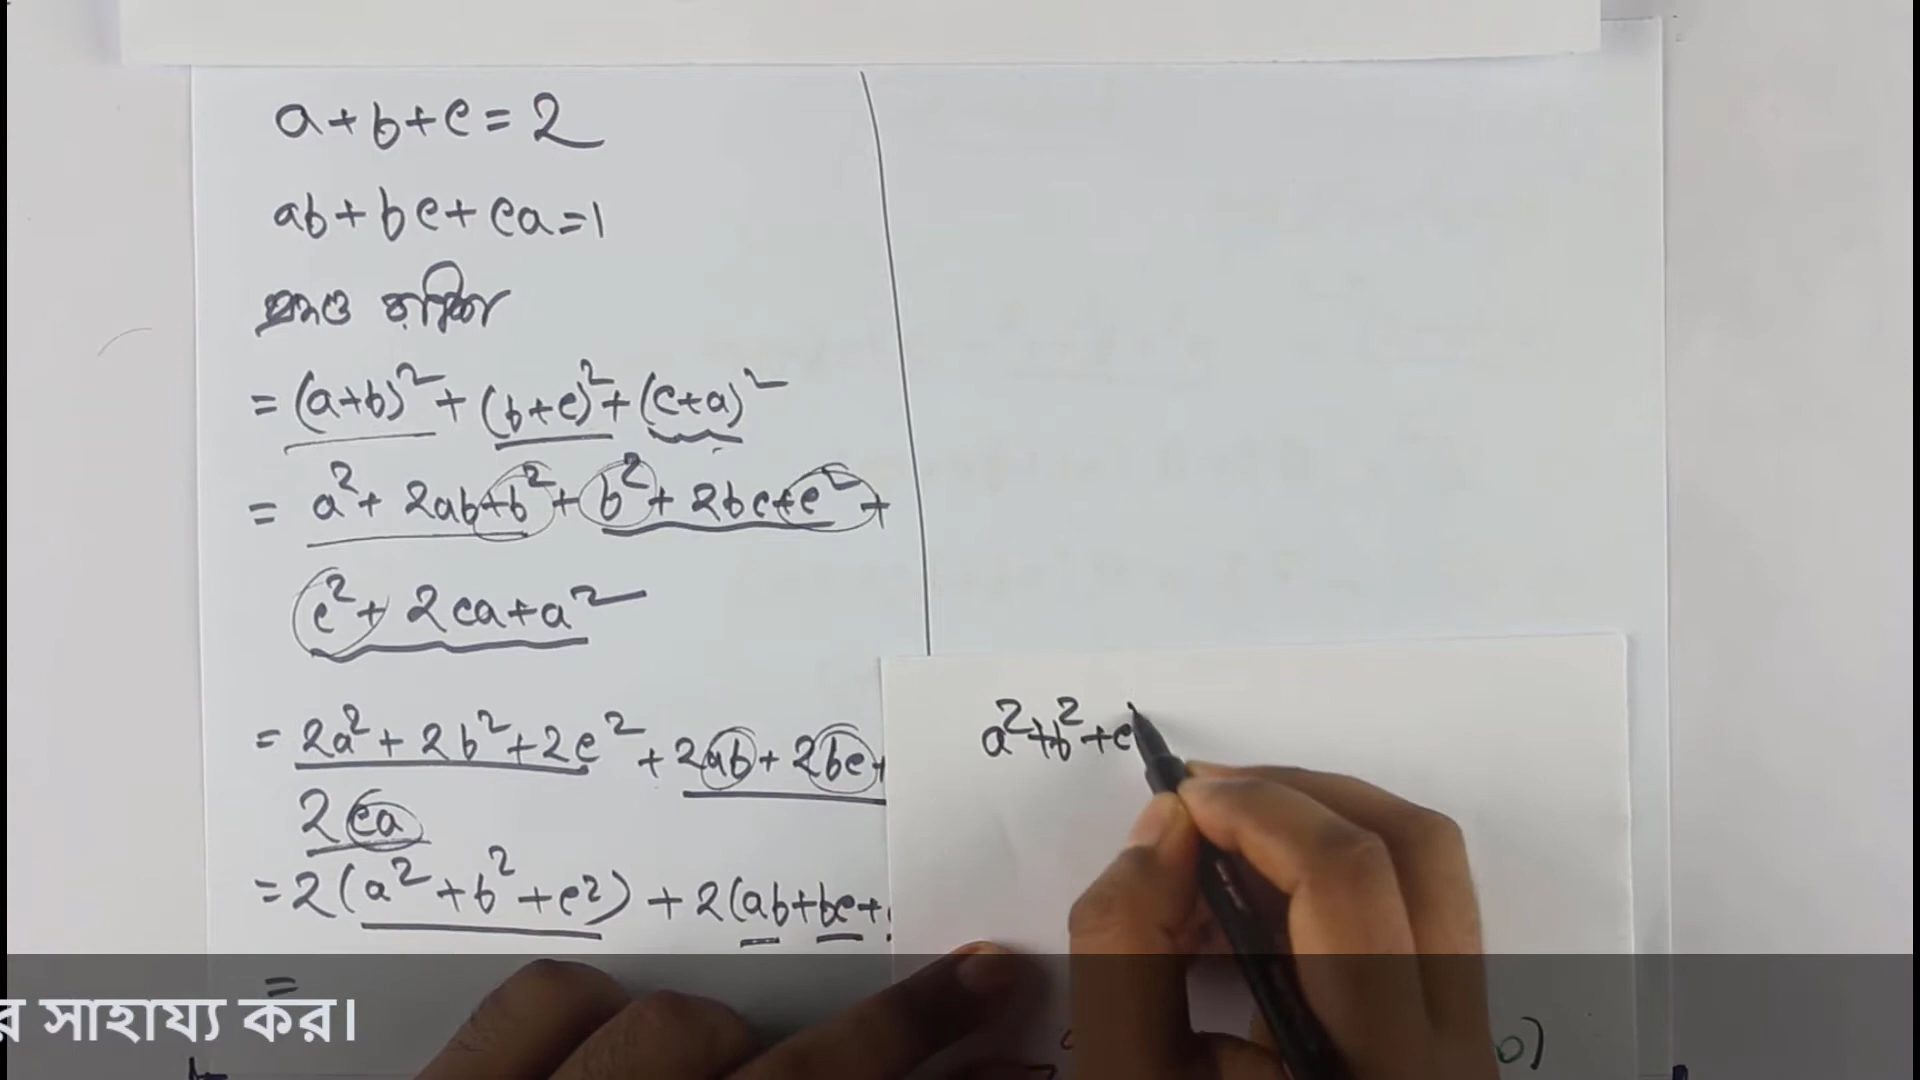 a+b+c=2
ab+bc+ca=1
প্রদত্ত রাশি
=(a+b)²+(b+c)²+(c+a)²
= a²+2ab+b²+b²+2bc+c²+
c²+2ca+a²
=2a²+2b²+2c²+2ab+2bc+
2ca
=2(a²+b²+c²)+2(ab+bc+
=
a²+b²+c
র সাহায্য কর।